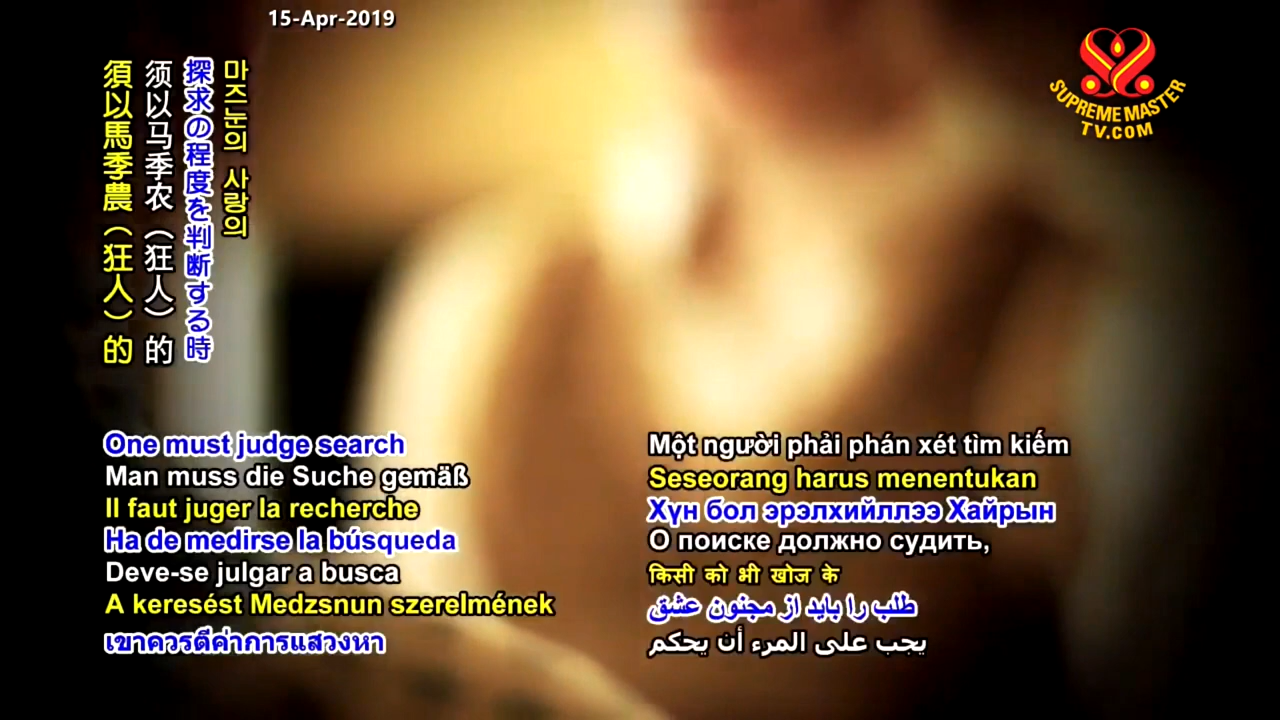 15-Apr-2019
SUPREME MASTER
TV.COM
마즈눈의 사랑의
探求の程度を判断する時
须以马季农（狂人）的
須以馬季農（狂人）的
One must judge search
Man muss die Suche gemäß
Il faut juger la recherche
Ha de medirse la búsqueda
Deve-se julgar a busca
A keresést Medzsnun szerelmének
เขาควรตีค่าการแสวงหา
Một người phải phán xét tìm kiếm
Seseorang harus menentukan
Хүн бол эрэлхийллээ Хайрын
О поиске должно судить,
किसी को भी खोज के
طلب را باید از مجنون عشق
يجب على المرء أن يحكم